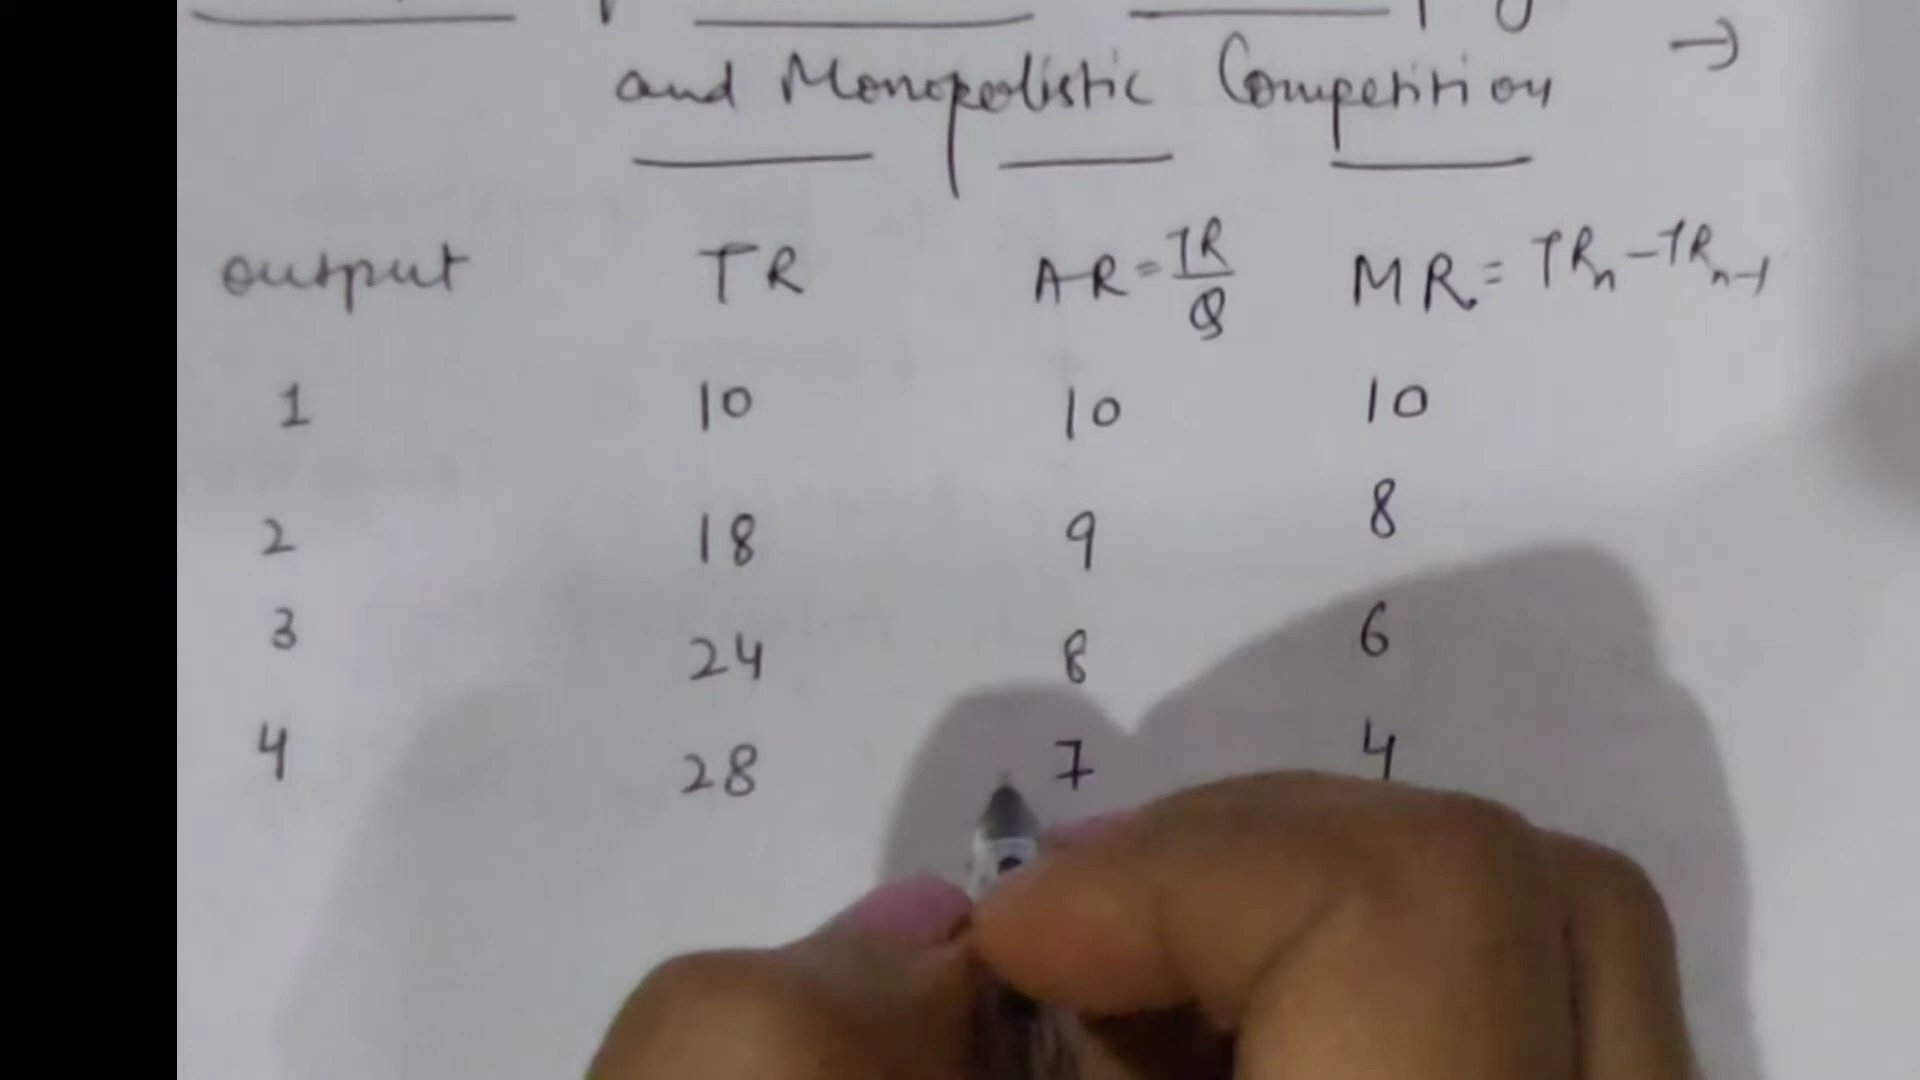 and Monopolistic Competition →
output TR AR = TR/Q MR = TRn - TRn-1
1 10 10 10
2 18 9 8
3 24 8 6
4 28 7 4